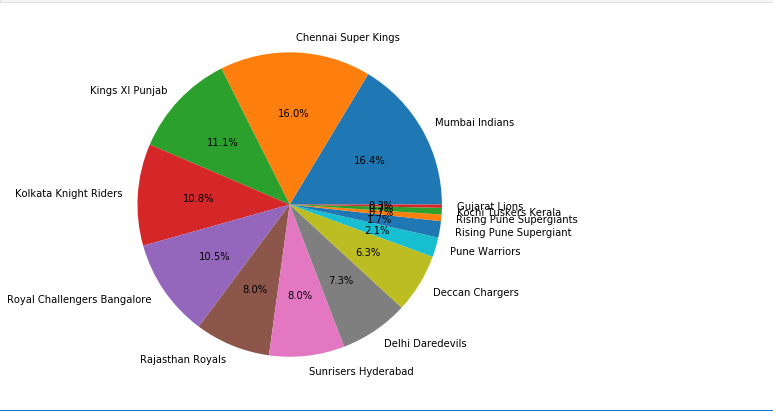 Chennai Super Kings
Kings XI Punjab
Mumbai Indians
16.0%
11.1%
16.4%
Kolkata Knight Riders
10.8%
0.3%
Gujarat Lions
Kochi Tuskers Kerala
Rising Pune Supergiants
1.7%
2.1%
Rising Pune Supergiant
Pune Warriors
6.3%
10.5%
7.3%
8.0%
8.0%
Deccan Chargers
Royal Challengers Bangalore
Delhi Daredevils
Rajasthan Royals
Sunrisers Hyderabad